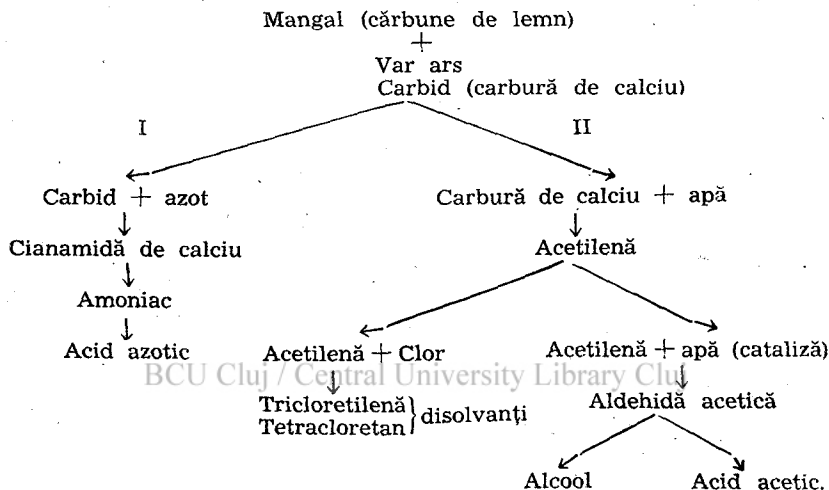 Mangal (cărbune de lemn)
+
Var ars
Carbid (carbură de calciu)
I II
Carbid + azot Carbură de calciu + apă
Cianamidă de calciu Acetilenă
Amoniac
Acid azotic Acetilenă + Clor Acetilenă + apă (cataliză)
BCU Cluj / Central University Library Cluj
Tricloretilenă } disolvanți Aldehidă acetică
Tetracloretan
Alcool Acid acetic.